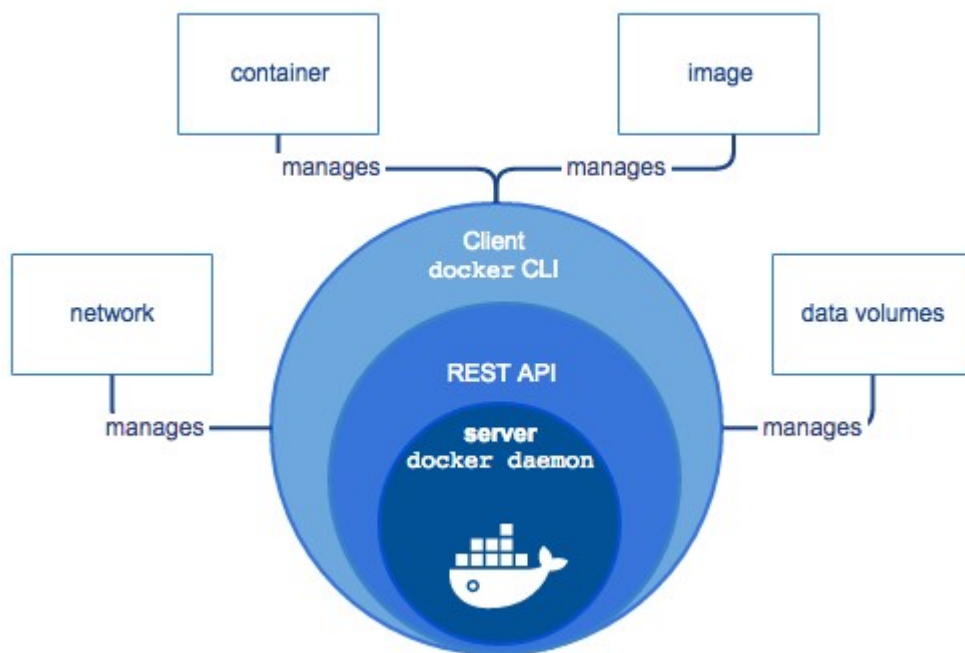 container
image
manages
manages
Client
docker CLI
network
data volumes
REST API
manages
manages
server
docker daemon